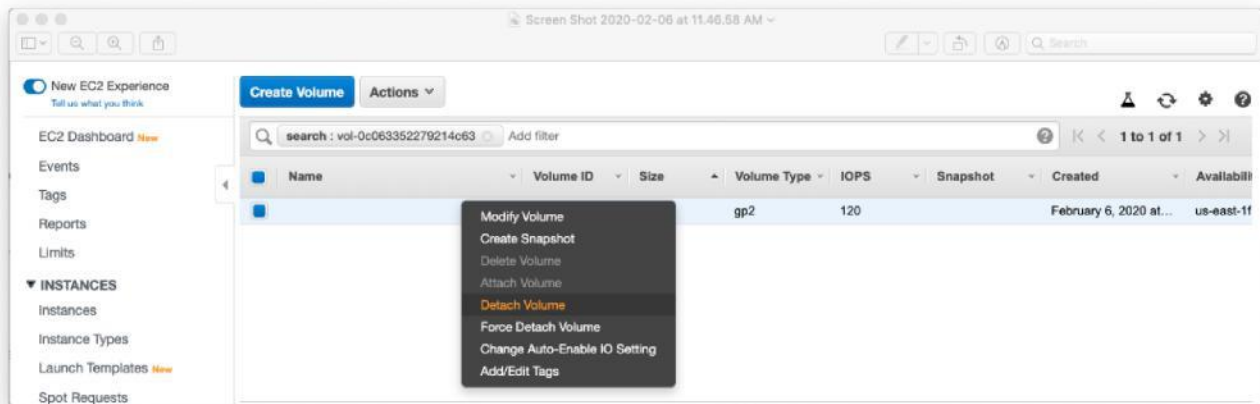 Screen Shot 2020-02-06 at 11.46.58 AM
Search
New EC2 Experience
Tell us what you think
Create Volume Actions
EC2 Dashboard New
search : vol-0c063352279214c63 Add filter
1 to 1 of 1
Events
Tags
Reports
Limits
Name Volume ID Size Volume Type IOPS Snapshot Created Availabili
gp2 120 February 6, 2020 at... us-east-1f
Modify Volume
Create Snapshot
Delete Volume
Attach Volume
Detach Volume
Force Detach Volume
Change Auto-Enable IO Setting
Add/Edit Tags
INSTANCES
Instances
Instance Types
Launch Templates New
Spot Requests